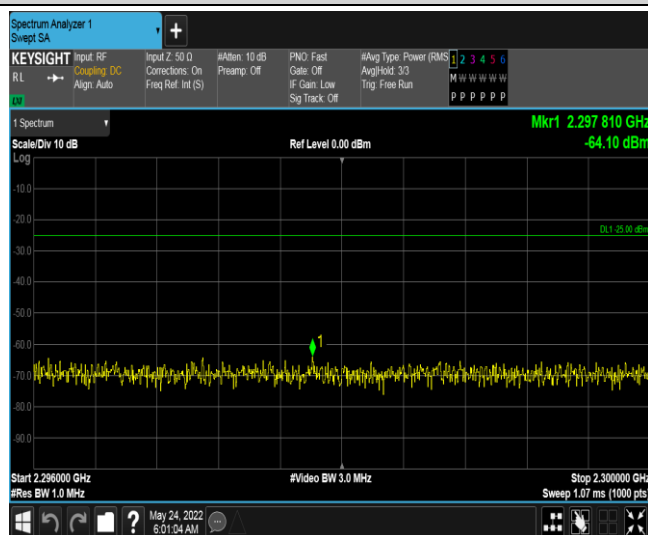 Spectrum Analyzer 1
Swept SA
+
KEYSIGHT
RL
Input: RF
Coupling: DC
Align: Auto
Input Z: 50 Ω
Corrections: On
Freq Ref: Int (S)
#Atten: 10 dB
Preamp: Off
PNO: Fast
Gate: Off
IF Gain: Low
Sig Track: Off
#Avg Type: Power (RMS
Avg|Hold: 3/3
Trig: Free Run
1 2 3 4 5 6
M W W W W W
P P P P P P
1 Spectrum
Scale/Div 10 dB
Ref Level 0.00 dBm
Mkr1 2.297 810 GHz
-64.10 dBm
Log
-10.0
-20.0
DL1 -25.00 dBm
-30.0
-40.0
-50.0
-60.0
1
-70.0
-80.0
-90.0
Start 2.296000 GHz
#Video BW 3.0 MHz
Stop 2.300000 GHz
#Res BW 1.0 MHz
Sweep 1.07 ms (1000 pts)
?
May 24, 2022
6:01:04 AM